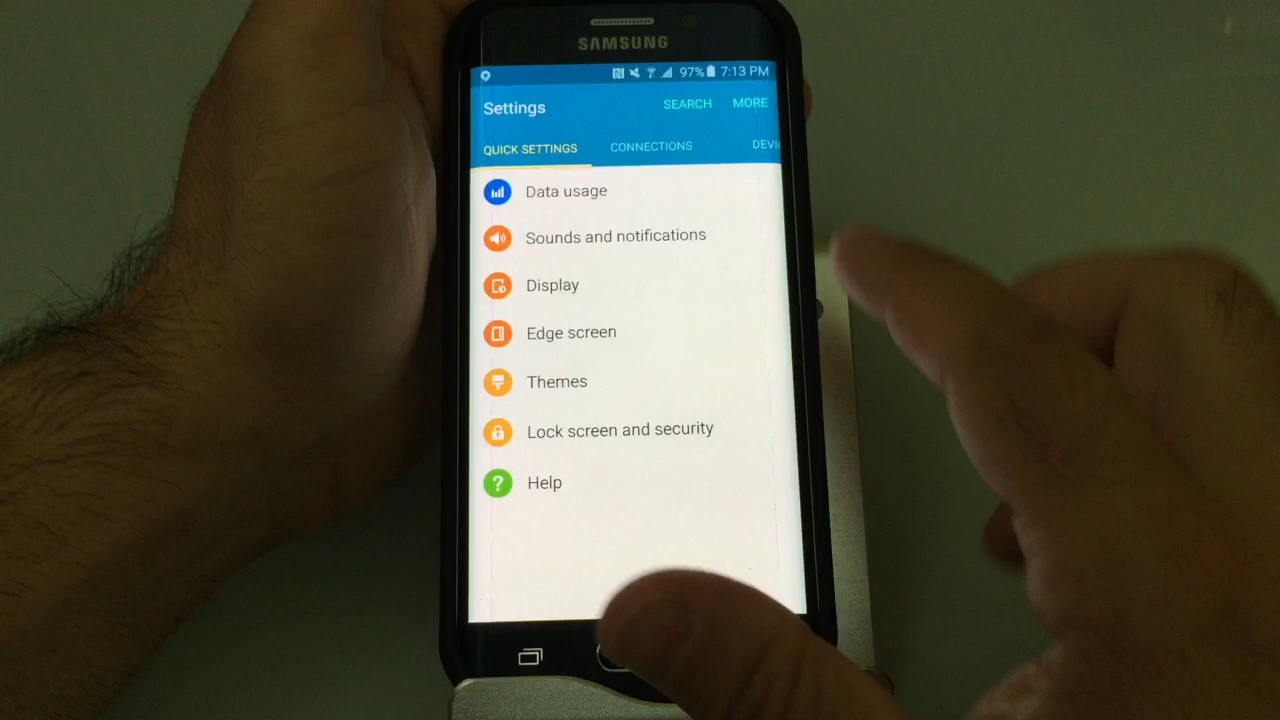 SAMSUNG
97% 7:13 PM
Settings SEARCH MORE
QUICK SETTINGS CONNECTIONS DEVI
Data usage
Sounds and notifications
Display
Edge screen
Themes
Lock screen and security
? Help